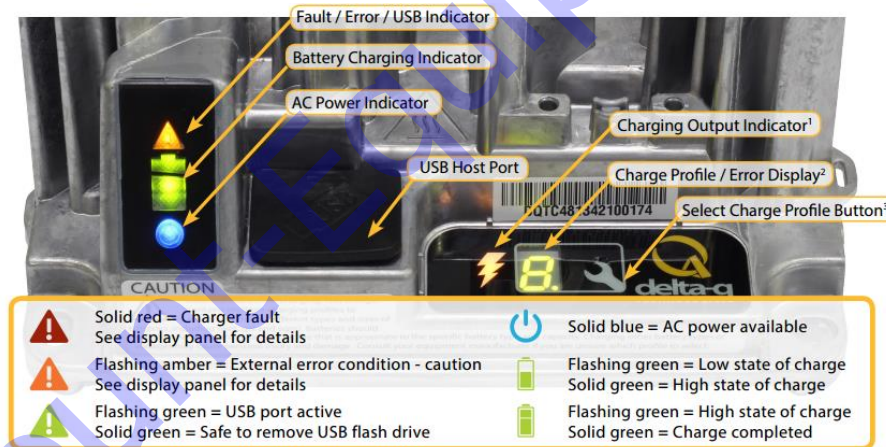 Fault / Error / USB Indicator
Battery Charging Indicator
AC Power Indicator
USB Host Port
Charging Output Indicator¹
Charge Profile / Error Display²
Select Charge Profile Button³
8.
delta-q
CAUTION
Solid red = Charger fault
See display panel for details
Flashing amber = External error condition - caution
See display panel for details
Flashing green = USB port active
Solid green = Safe to remove USB flash drive
Solid blue = AC power available
Flashing green = Low state of charge
Solid green = High state of charge
Flashing green = High state of charge
Solid green = Charge completed